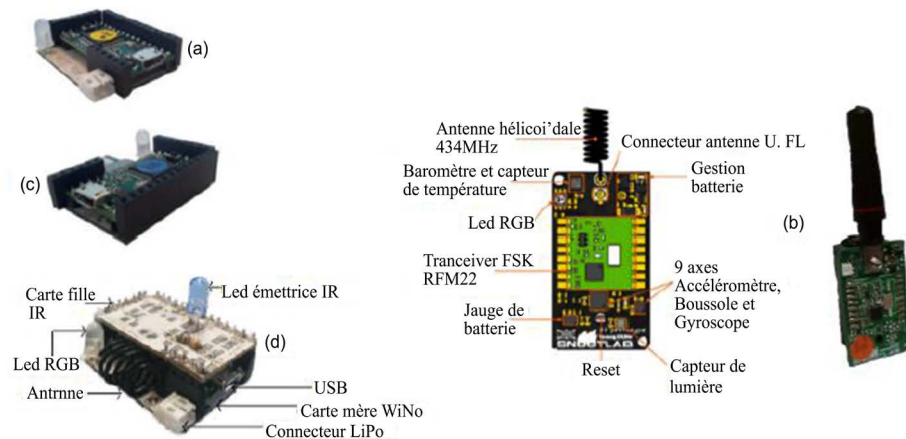 (a)
(c)
Carte fille
IR
Led émettrice IR
(d)
Led RGB
Antrnne
USB
Carte mère WiNo
Connecteur LiPo
Antenne hélicoi'dale
434MHz
Connecteur antenne U. FL
Baromètre et capteur
de température
Gestion
batterie
Led RGB
(b)
Tranceiver FSK
RFM22
9 axes
Accéléromètre,
Boussole et
Gyroscope
Jauge de
batterie
SNOOTLAB
Reset
Capteur de
lumière